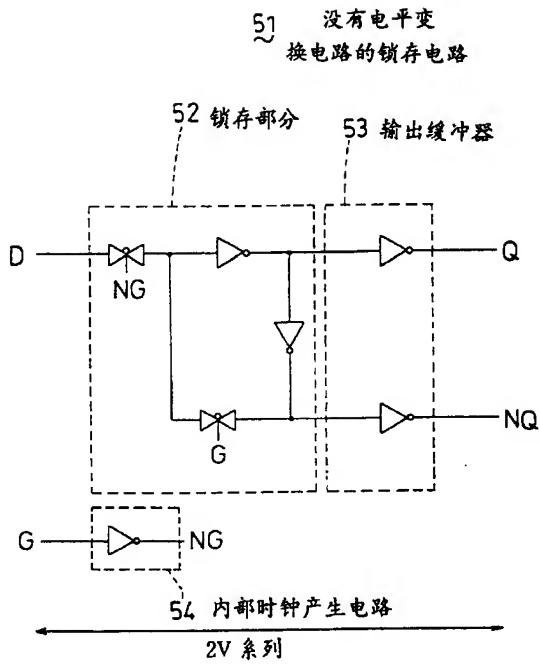 51 没有电平变
换电路的锁存电路
52 锁存部分
53 输出缓冲器
D
NG
Q
G
NQ
G
NG
54 内部时钟产生电路
2V 系列